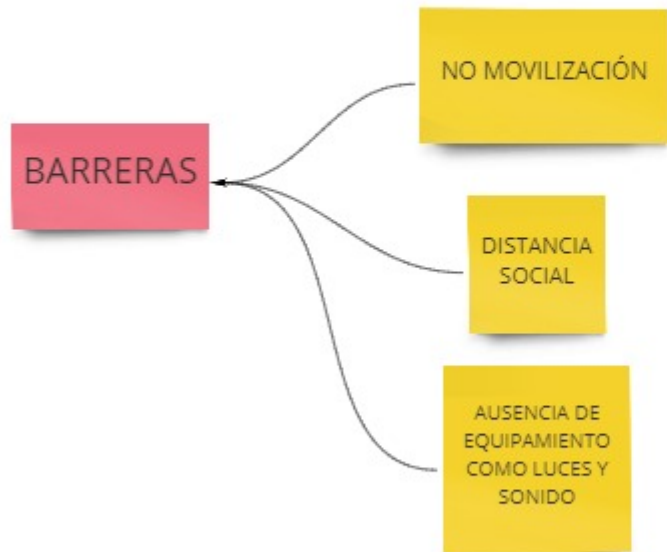 BARRERAS
NO MOVILIZACIÓN
DISTANCIA
SOCIAL
AUSENCIA DE
EQUIPAMIENTO
COMO LUCES Y
SONIDO